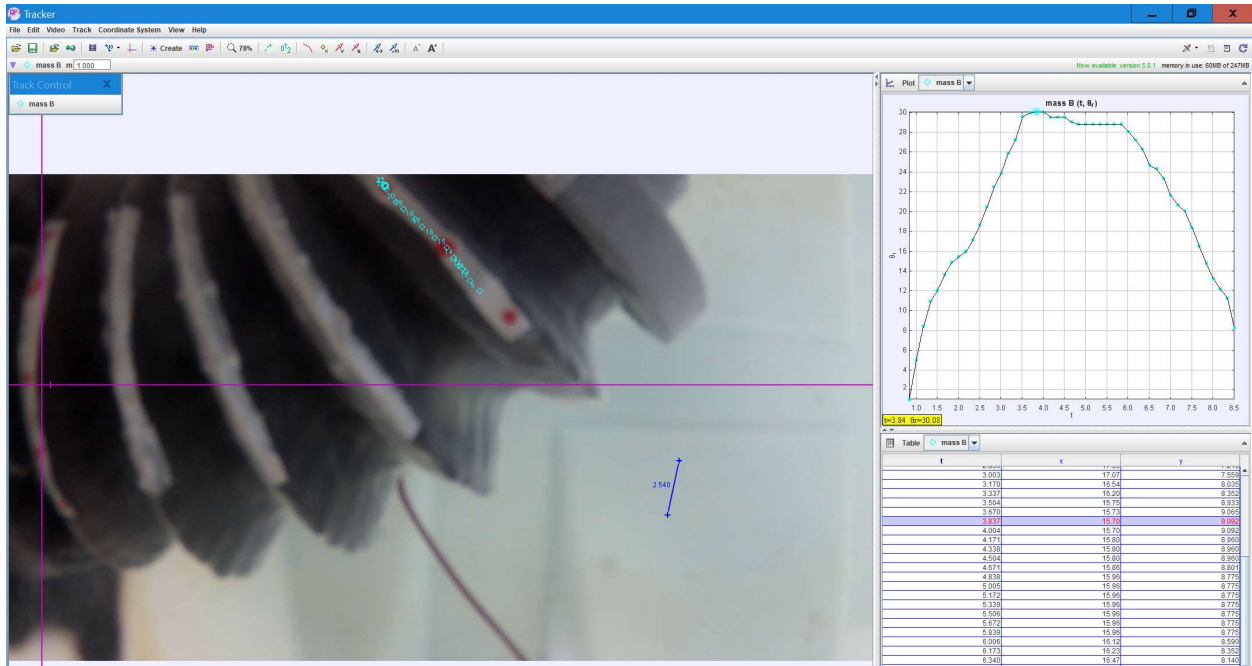 Tracker
File Edit Video Track Coordinate System View Help
Create 78%
mass B m 1.000
Now available: version 5.0.1 memory in use: 60MB of 247MB
Track Control X
mass B
2.540
Plot mass B
mass B (t, θr)
30
28
26
24
22
20
18
16
14
12
10
8
6
4
2
θr
1.0 1.5 2.0 2.5 3.0 3.5 4.0 4.5 5.0 5.5 6.0 6.5 7.0 7.5 8.0 8.5
t
t=3.84 θr=30.08
Table mass B
t x y
3.003 17.07 7.559
3.170 16.54 8.035
3.337 16.20 8.352
3.504 15.75 8.933
3.670 15.73 9.065
3.837 15.70 9.092
4.004 15.70 9.092
4.171 15.80 8.960
4.338 15.80 8.960
4.504 15.80 8.960
4.671 15.86 8.801
4.838 15.96 8.775
5.005 15.96 8.775
5.172 15.96 8.775
5.339 15.96 8.775
5.506 15.96 8.775
5.672 15.96 8.775
5.839 15.96 8.775
6.006 16.12 8.590
6.173 16.23 8.352
6.340 16.47 8.140